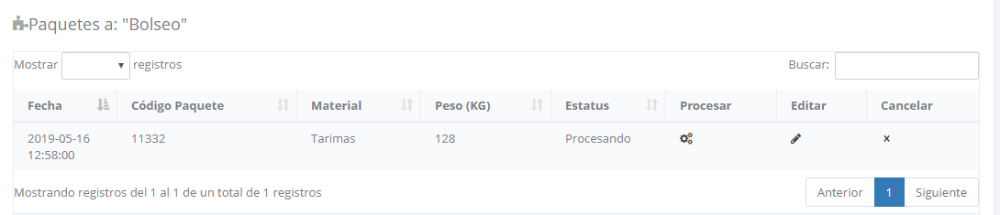 Paquetes a: "Bolseo"
Mostrar registros Buscar:
Fecha Código Paquete Material Peso (KG) Estatus Procesar Editar Cancelar
2019-05-16 11332 Tarimas 128 Procesando
12:58:00
Mostrando registros del 1 al 1 de un total de 1 registros Anterior 1 Siguiente